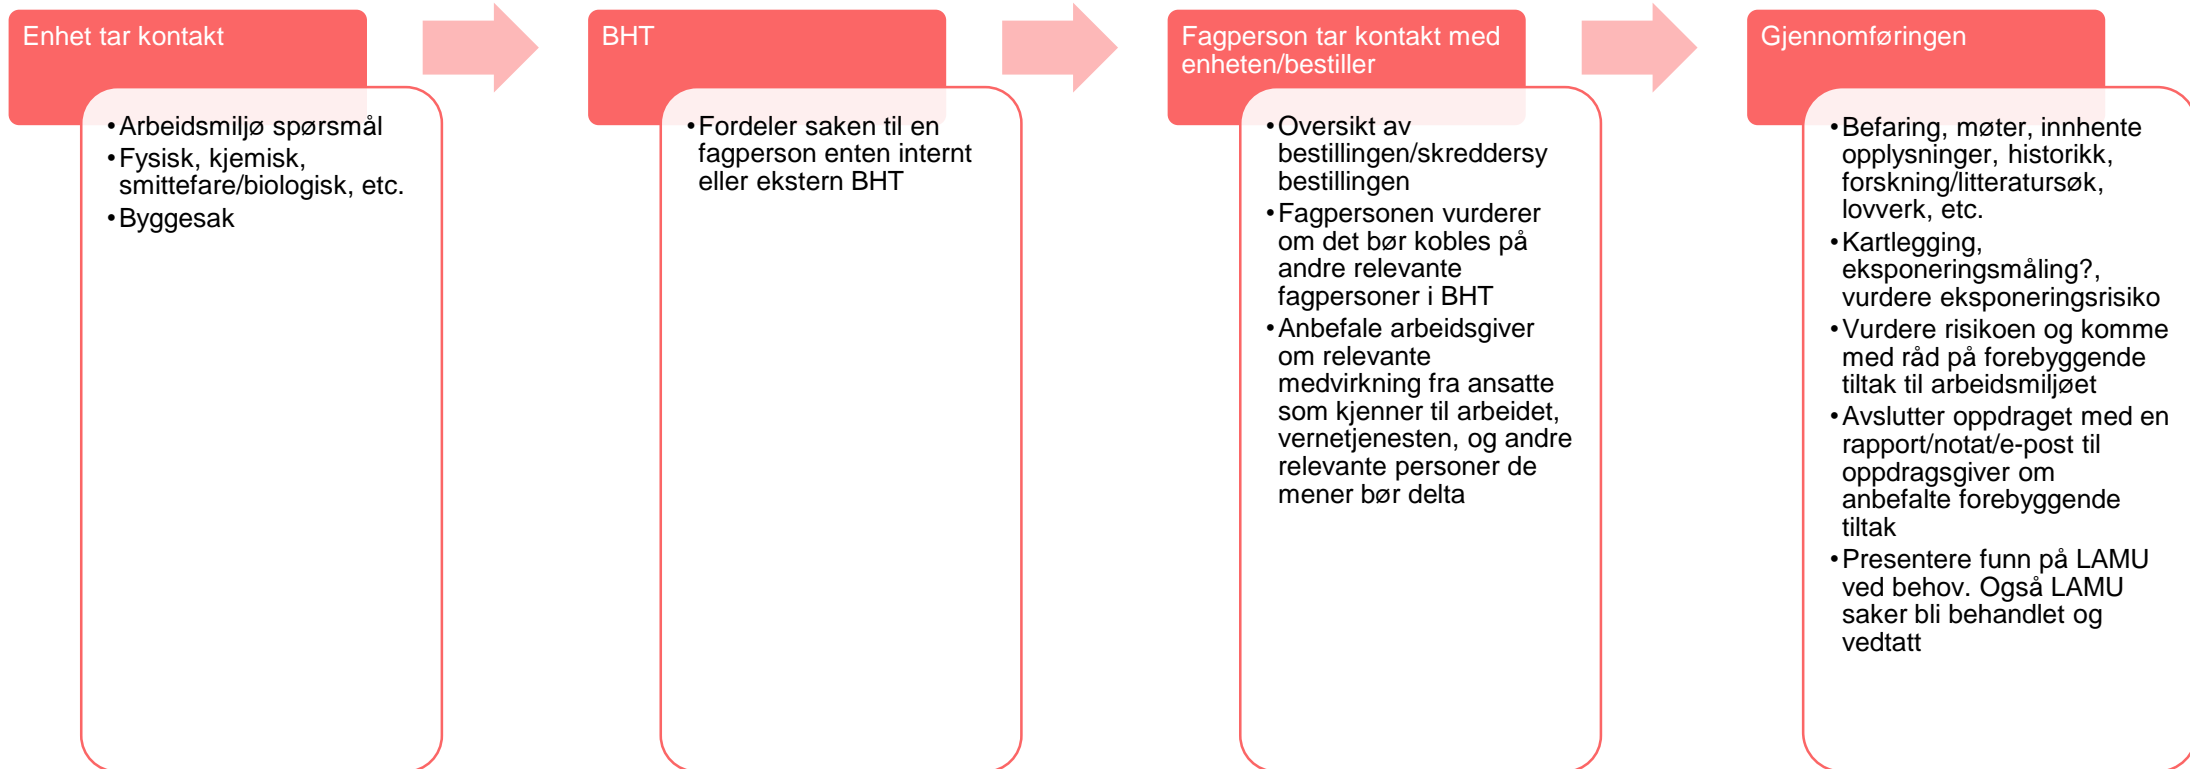 Enhet tar kontakt
•Arbeidsmiljø spørsmål
•Fysisk, kjemisk,
smittefare/biologisk, etc.
•Byggesak
BHT
•Fordeler saken til en
fagperson enten internt
eller ekstern BHT
Fagperson tar kontakt med
enheten/bestiller
•Oversikt av
bestillingen/skreddersy
bestillingen
•Fagpersonen vurderer
om det bør kobles på
andre relevante
fagpersoner i BHT
•Anbefale arbeidsgiver
om relevante
medvirkning fra ansatte
som kjenner til arbeidet,
vernetjenesten, og andre
relevante personer de
mener bør delta
Gjennomføringen
•Befaring, møter, innhente
opplysninger, historikk,
forskning/litteratursøk,
lovverk, etc.
•Kartlegging,
eksponeringsmåling?,
vurdere eksponeringsrisiko
•Vurdere risikoen og komme
med råd på forebyggende
tiltak til arbeidsmiljøet
•Avslutter oppdraget med en
rapport/notat/e-post til
oppdragsgiver om
anbefalte forebyggende
tiltak
•Presentere funn på LAMU
ved behov. Også LAMU
saker bli behandlet og
vedtatt